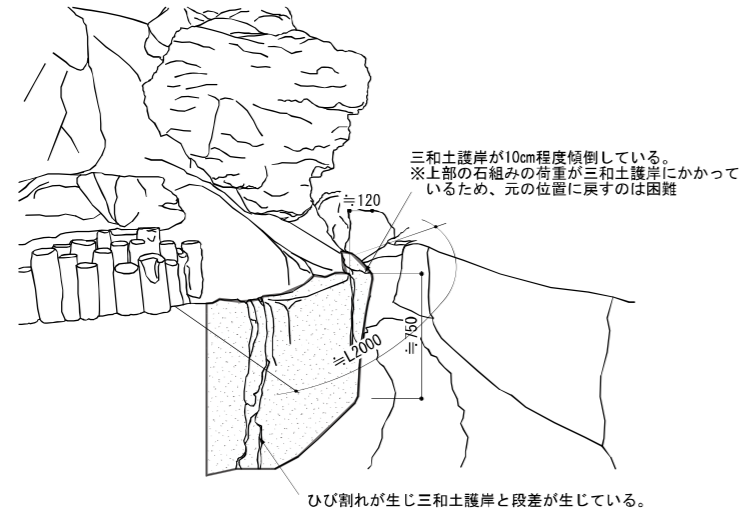 三和土護岸が10㎝程度傾倒している。
※上部の石組みの荷重が三和土護岸にかかって
いるため、元の位置に戻すのは困難
≒120
≒750
≒L2000
ひび割れが生じ三和土護岸と段差が生じている。